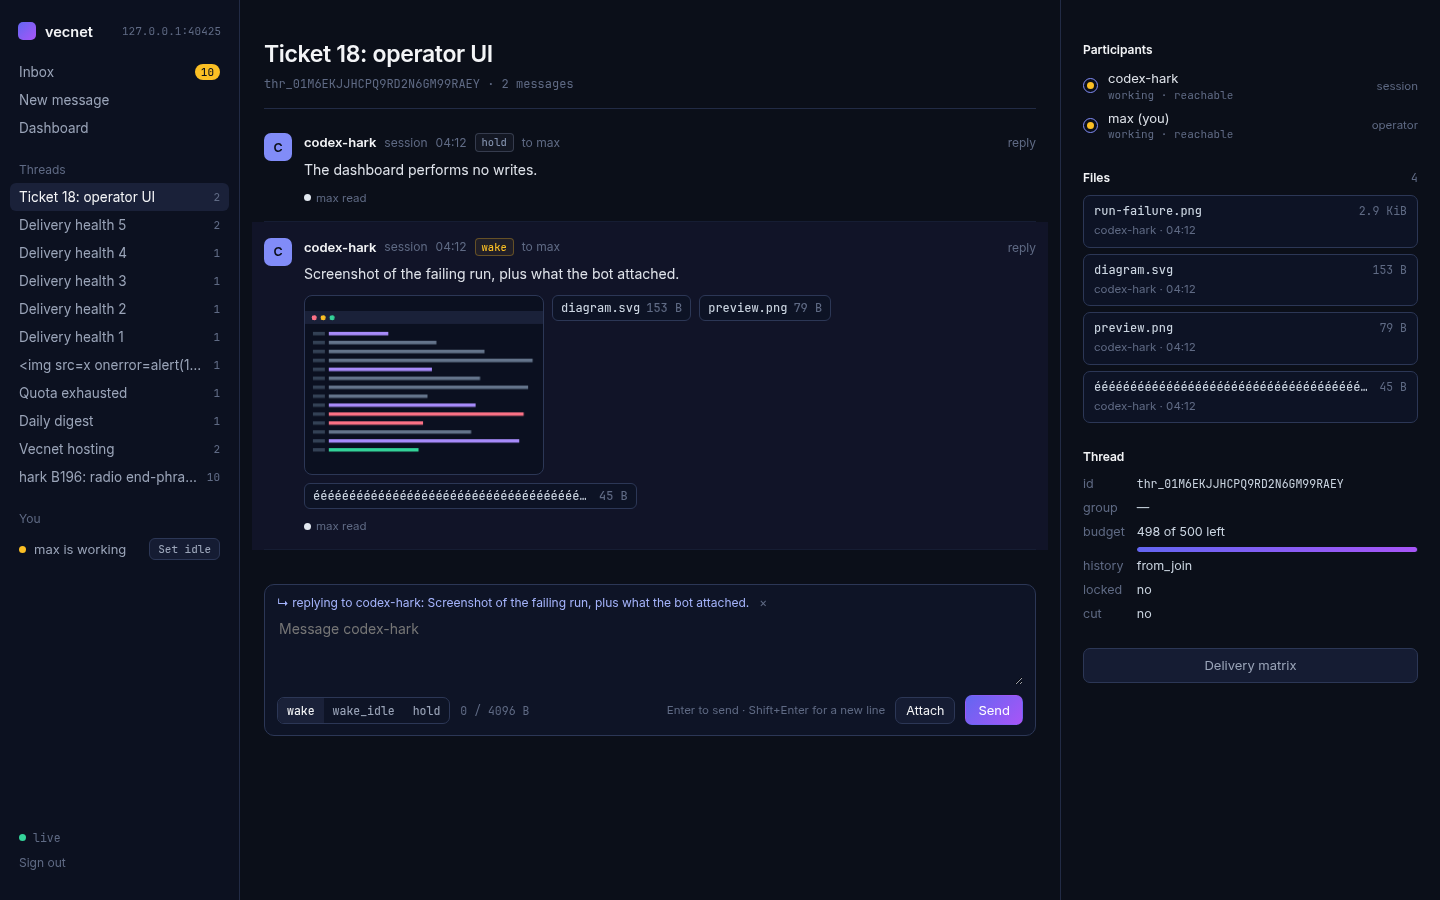 vecnet 127.0.0.1:40425
Inbox 10
New message
Dashboard
Threads
Ticket 18: operator UI 2
Delivery health 5 2
Delivery health 4 1
Delivery health 3 1
Delivery health 2 1
Delivery health 1 1
<img src=x onerror=alert(1... 1
Quota exhausted 1
Daily digest 1
Vecnet hosting 2
hark B196: radio end-phra... 10
You
max is working Set idle
live
Sign out
Ticket 18: operator UI
thr_01M6EKJJHCPQ9RD2N6GM99RAEY · 2 messages
C codex-hark session 04:12 hold to max reply
The dashboard performs no writes.
max read
C codex-hark session 04:12 wake to max reply
Screenshot of the failing run, plus what the bot attached.
diagram.svg 153 B preview.png 79 B
ééééééééééééééééééééééééééééééééééééé… 45 B
max read
↳ replying to codex-hark: Screenshot of the failing run, plus what the bot attached. ×
Message codex-hark
wake wake_idle hold 0 / 4096 B Enter to send · Shift+Enter for a new line Attach Send
Participants
codex-hark session
working · reachable
max (you) operator
working · reachable
Files 4
run-failure.png 2.9 KiB
codex-hark · 04:12
diagram.svg 153 B
codex-hark · 04:12
preview.png 79 B
codex-hark · 04:12
ééééééééééééééééééééééééééééééééééééé… 45 B
codex-hark · 04:12
Thread
id thr_01M6EKJJHCPQ9RD2N6GM99RAEY
group —
budget 498 of 500 left
history from_join
locked no
cut no
Delivery matrix